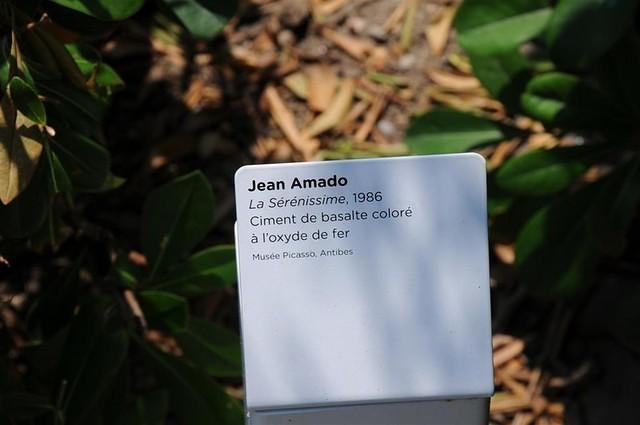 Jean Amado
La Sérénissime, 1986
Ciment de basalte coloré
à l'oxyde de fer
Musée Picasso, Antibes